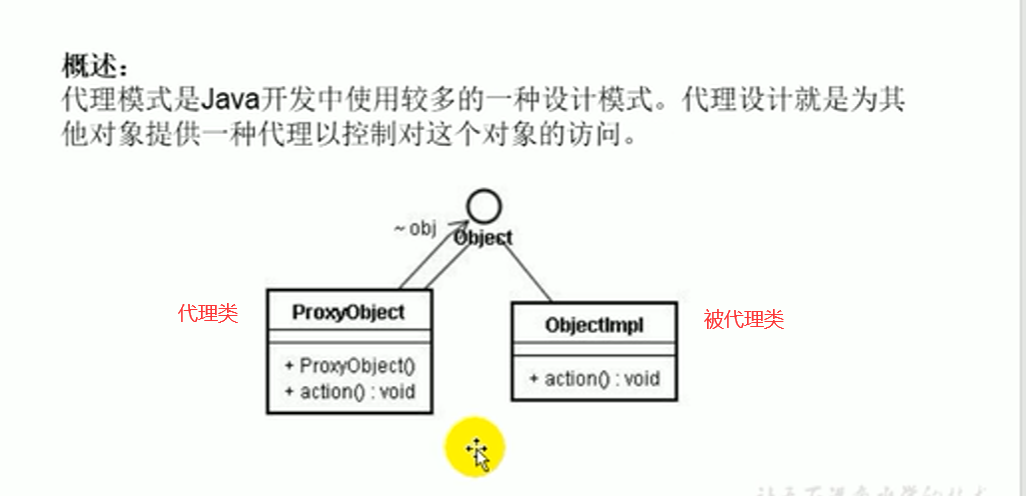 概述：
代理模式是Java开发中使用较多的一种设计模式。代理设计就是为其
他对象提供一种代理以控制对这个对象的访问。
~ obj
Object
代理类
ProxyObject
+ ProxyObject()
+ action() : void
ObjectImpl
+ action() : void
被代理类